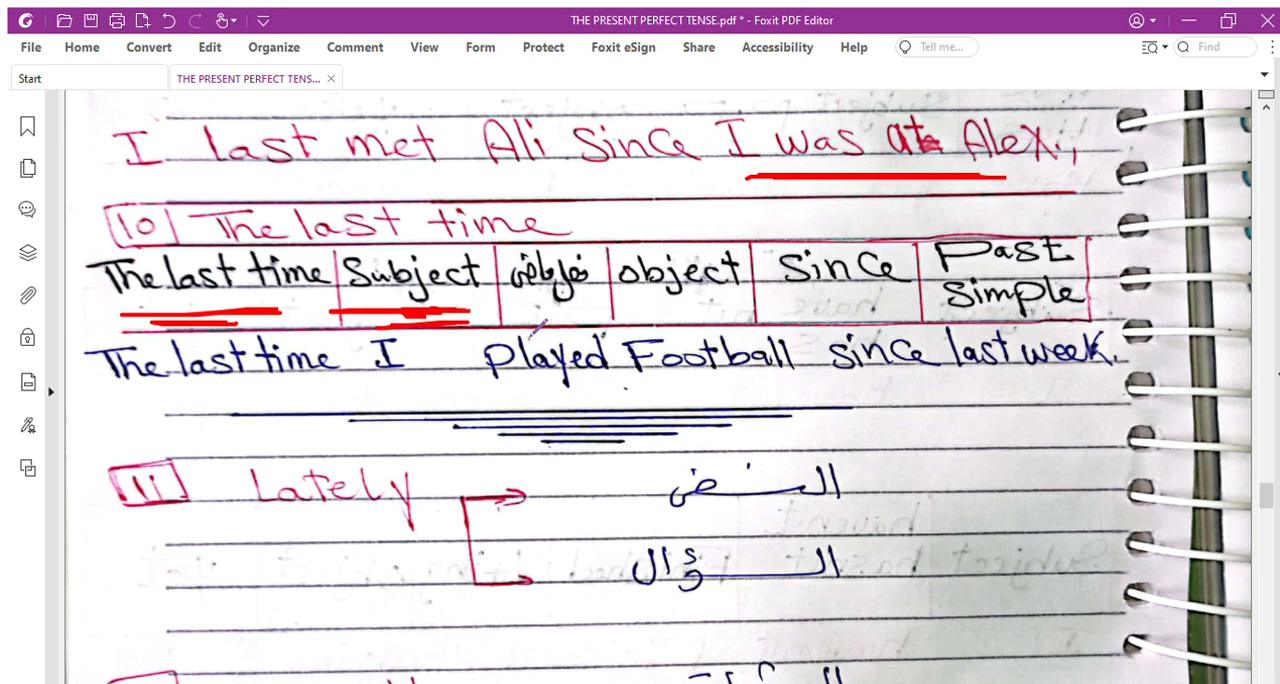 THE PRESENT PERFECT TENSE.pdf * - Foxit PDF Editor
File Home Convert Edit Organize Comment View Form Protect Foxit eSign Share Accessibility Help Tell me... Find
Start THE PRESENT PERFECT TENS...
I last met Ali since I was at Alex.,
10 The last time
The last time Subject object Since Past Simple
The last time I played Football since last week.
11 Lately
النفى
السؤال